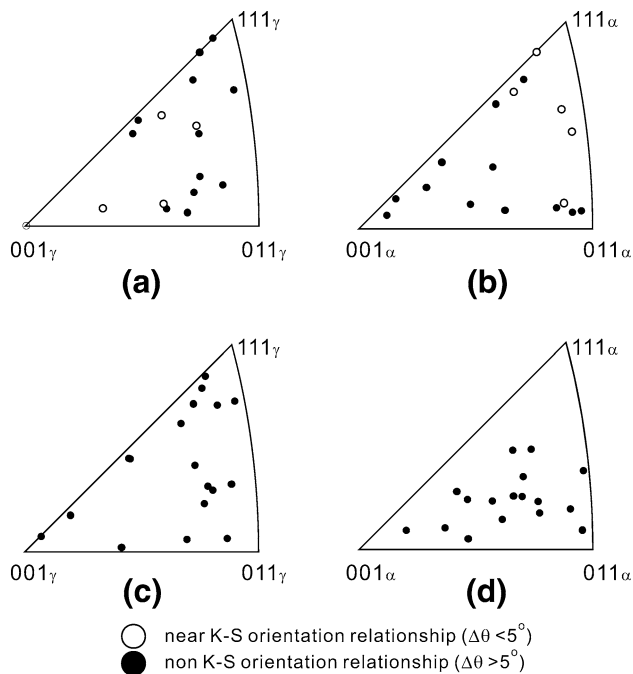 111γ 111α
001γ 011γ 001α 011α
(a) (b)
111γ 111α
001γ 011γ 001α 011α
(c) (d)
near K-S orientation relationship (Δθ <5°)
non K-S orientation relationship (Δθ >5°)